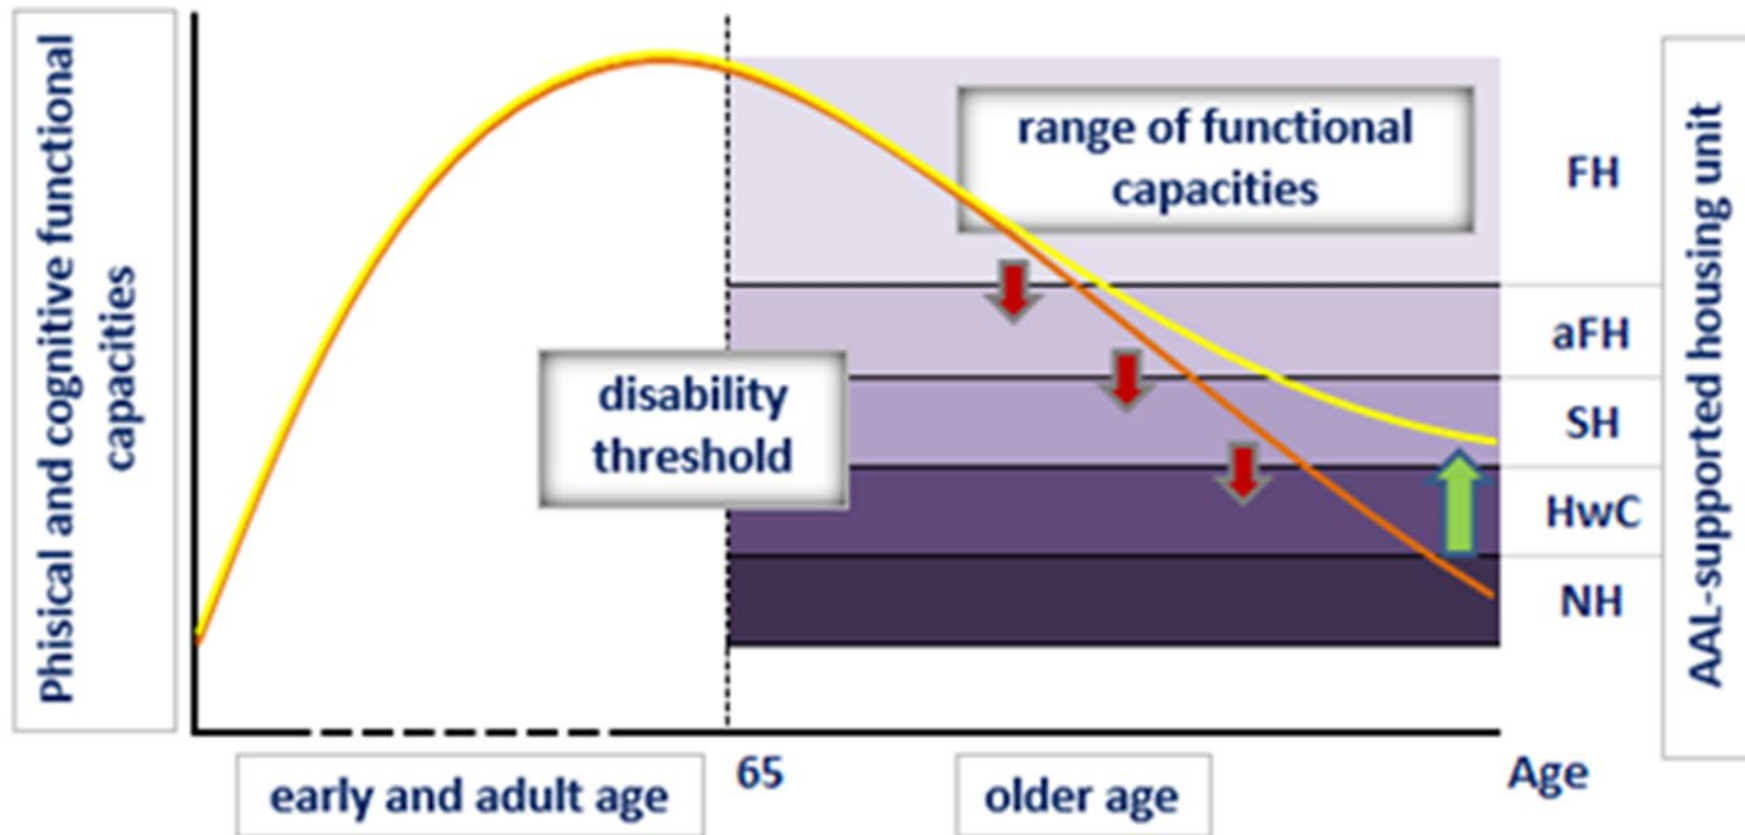 Phisical and cognitive functional
capacities
range of functional
capacities
disability
threshold
FH
aFH
SH
HwC
NH
AAL-supported housing unit
65
Age
early and adult age
older age